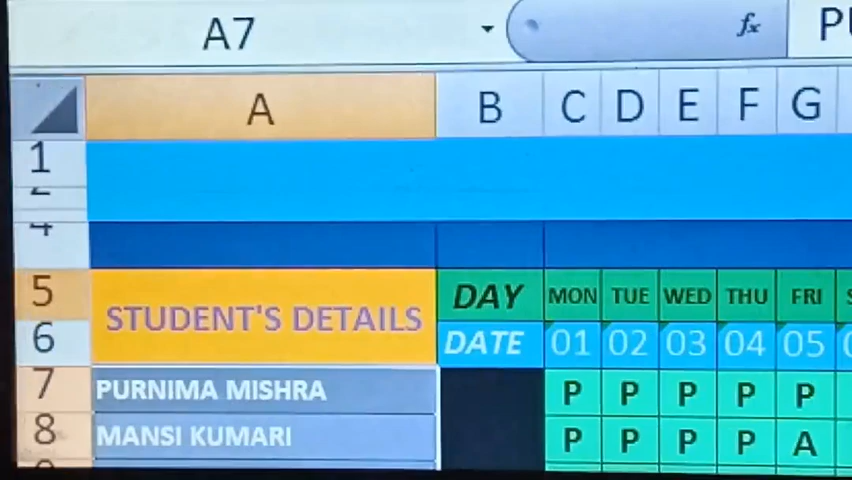 A7 fx PU
A B C D E F G
1
2
4
5 STUDENT'S DETAILS DAY MON TUE WED THU FRI S
6 DATE 01 02 03 04 05
7 PURNIMA MISHRA P P P P P
8 MANSI KUMARI P P P P A